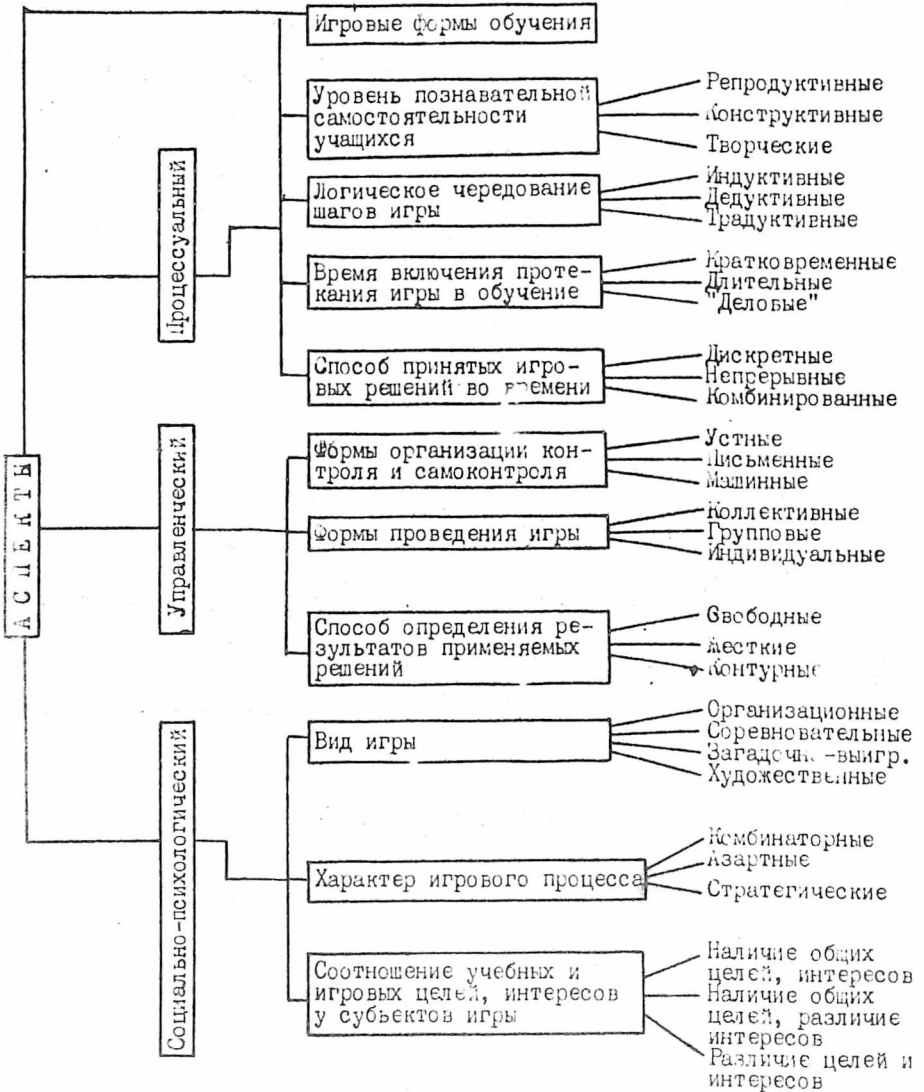 Игровые формы обучения
Уровень познавательной
самостоятельности
учащихся
Репродуктивные
Конструктивные
Творческие
Процессуальный
Логическое чередование
шагов игры
Индуктивные
Дедуктивные
Традуктивные
Время включения проте-
кания игры в обучение
Кратковременные
Длительные
"Деловые"
Способ принятых игро-
вых решений во времени
Дискретные
Непрерывные
Комбинированные
АСПЕКТЫ
Управленческий
Формы организации кон-
троля и самоконтроля
Устные
Письменные
Машинные
Формы проведения игры
Коллективные
Групповые
Индивидуальные
Способ определения ре-
зультатов применяемых
решений
Свободные
Жесткие
Контурные
Социально-психологический
Вид игры
Организационные
Соревновательные
Загадочн. -выигр.
Художественные
Характер игрового процесса
Комбинаторные
Азартные
Стратегические
Соотношение учебных и
игровых целей, интересов
у субъектов игры
Наличие общих
целей, интересов
Наличие общих
целей, различие
интересов
Различие целей и
интересов